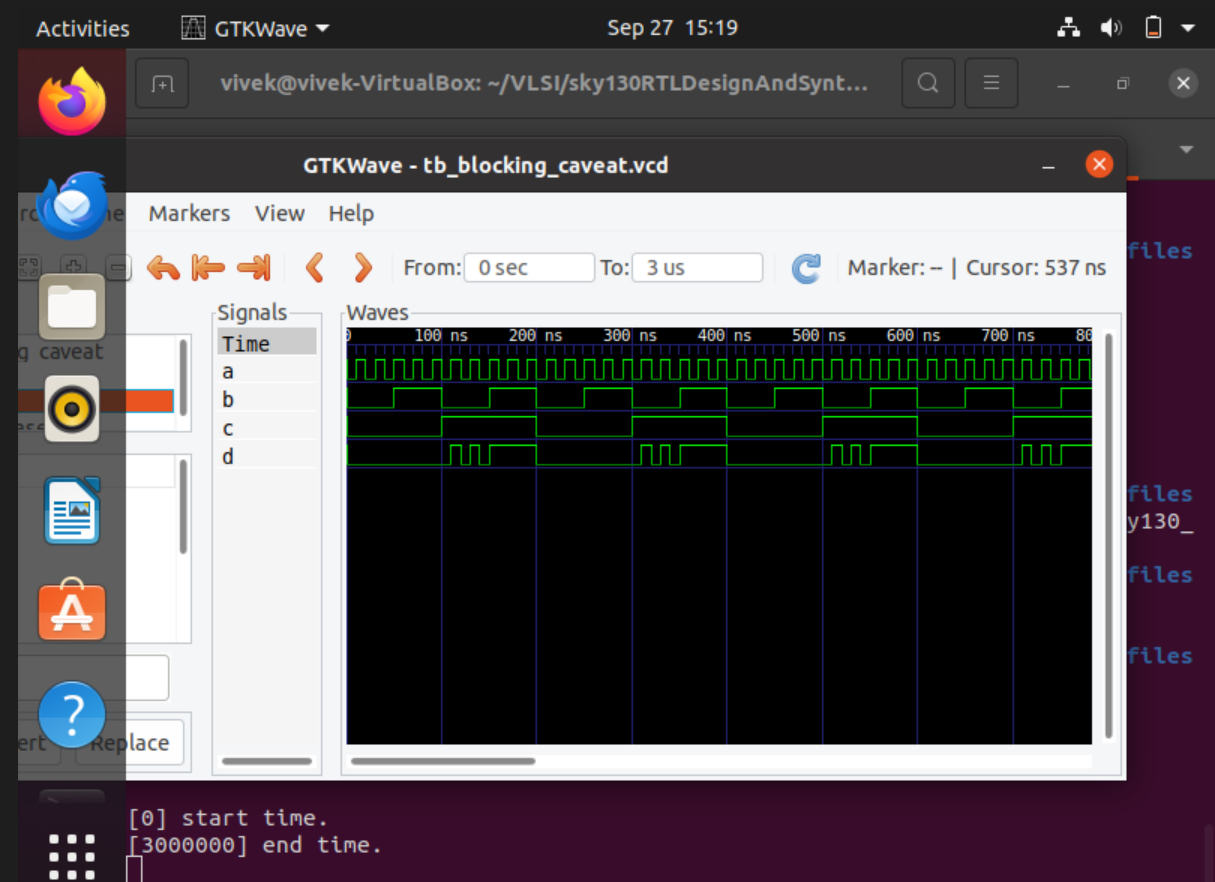 Activities GTKWave Sep 27 15:19
vivek@vivek-VirtualBox: ~/VLSI/sky130RTLDesignAndSynt...
GTKWave - tb_blocking_caveat.vcd
Markers View Help
From: 0 sec To: 3 us Marker: -- | Cursor: 537 ns
files
Signals Waves
Time 0 100 ns 200 ns 300 ns 400 ns 500 ns 600 ns 700 ns 80
g caveat
a
b
c
d
files
y130_
files
files
?
Replace
[0] start time.
[3000000] end time.